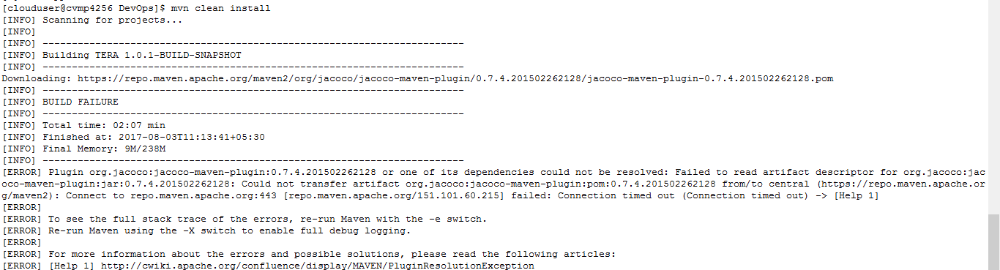 [clouduser@cvmp4256 DevOps]$ mvn clean install
[INFO] Scanning for projects...
[INFO]
[INFO] ------------------------------------------------------------------------
[INFO] Building TERA 1.0.1-BUILD-SNAPSHOT
[INFO] ------------------------------------------------------------------------
Downloading: https://repo.maven.apache.org/maven2/org/jacoco/jacoco-maven-plugin/0.7.4.201502262128/jacoco-maven-plugin-0.7.4.201502262128.pom
[INFO] ------------------------------------------------------------------------
[INFO] BUILD FAILURE
[INFO] ------------------------------------------------------------------------
[INFO] Total time: 02:07 min
[INFO] Finished at: 2017-08-03T11:13:41+05:30
[INFO] Final Memory: 9M/238M
[INFO] ------------------------------------------------------------------------
[ERROR] Plugin org.jacoco:jacoco-maven-plugin:0.7.4.201502262128 or one of its dependencies could not be resolved: Failed to read artifact descriptor for org.jacoco:jac
oco-maven-plugin:jar:0.7.4.201502262128: Could not transfer artifact org.jacoco:jacoco-maven-plugin:pom:0.7.4.201502262128 from/to central (https://repo.maven.apache.or
g/maven2): Connect to repo.maven.apache.org:443 [repo.maven.apache.org/151.101.60.215] failed: Connection timed out (Connection timed out) -> [Help 1]
[ERROR]
[ERROR] To see the full stack trace of the errors, re-run Maven with the -e switch.
[ERROR] Re-run Maven using the -X switch to enable full debug logging.
[ERROR]
[ERROR] For more information about the errors and possible solutions, please read the following articles:
[ERROR] [Help 1] http://cwiki.apache.org/confluence/display/MAVEN/PluginResolutionException